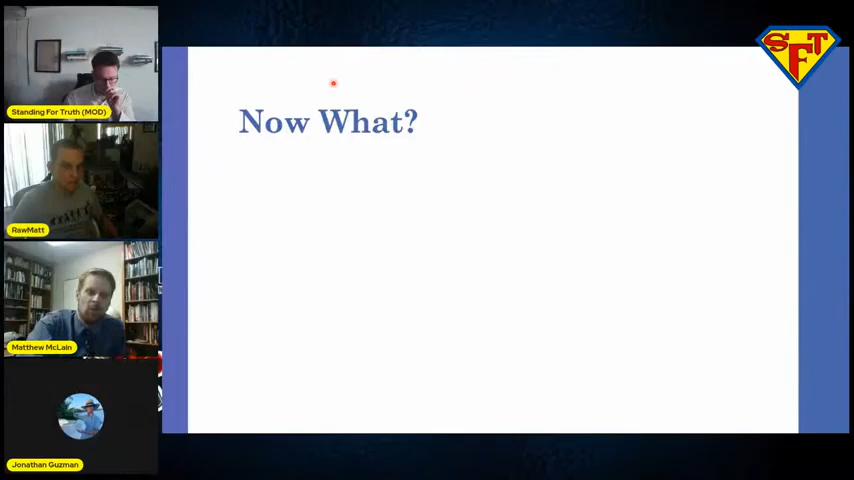 Standing For Truth (MOD)
RawMatt
Matthew McLain
Jonathan Guzman
Now What?
SFT